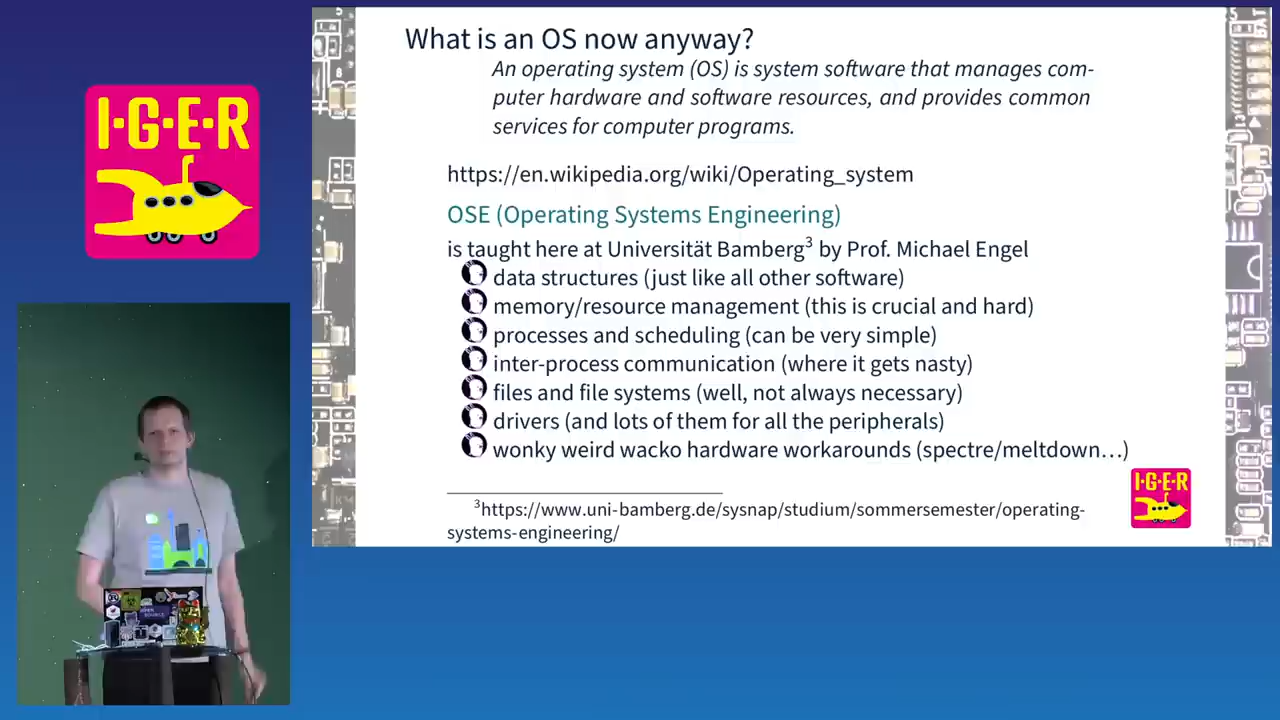 I·G·E·R
What is an OS now anyway?
An operating system (OS) is system software that manages com-
puter hardware and software resources, and provides common
services for computer programs.
https://en.wikipedia.org/wiki/Operating_system
OSE (Operating Systems Engineering)
is taught here at Universität Bamberg³ by Prof. Michael Engel
data structures (just like all other software)
memory/resource management (this is crucial and hard)
processes and scheduling (can be very simple)
inter-process communication (where it gets nasty)
files and file systems (well, not always necessary)
drivers (and lots of them for all the peripherals)
wonky weird wacko hardware workarounds (spectre/meltdown…)
I·G·E·R
³https://www.uni-bamberg.de/sysnap/studium/sommersemester/operating-
systems-engineering/